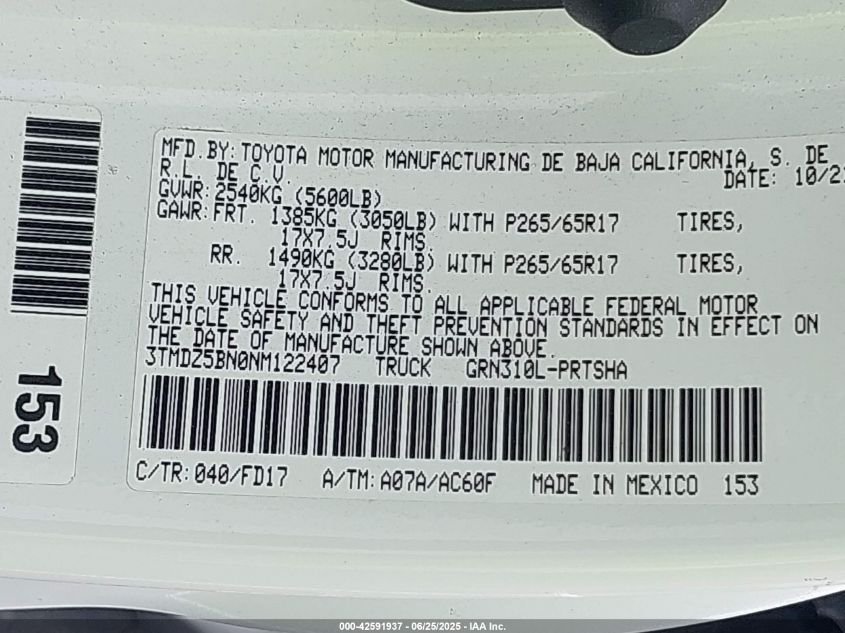 MFD.BY:TOYOTA MOTOR MANUFACTURING DE BAJA CALIFORNIA, S. DE
R.L. DE C.V. DATE: 10/21
GVWR:2540KG (5600LB)
GAWR:FRT. 1385KG (3050LB) WITH P265/65R17 TIRES,
17X7.5J RIMS.
RR. 1490KG (3280LB) WITH P265/65R17 TIRES,
17X7.5J RIMS.
THIS VEHICLE CONFORMS TO ALL APPLICABLE FEDERAL MOTOR
VEHICLE SAFETY AND THEFT PREVENTION STANDARDS IN EFFECT ON
THE DATE OF MANUFACTURE SHOWN ABOVE.
3TMDZ5BN0NM122407 TRUCK GRN310L-PRTSHA
C/TR:040/FD17 A/TM:A07A/AC60F MADE IN MEXICO 153
153
000-42591937 - 06/25/2025 - IAA Inc.